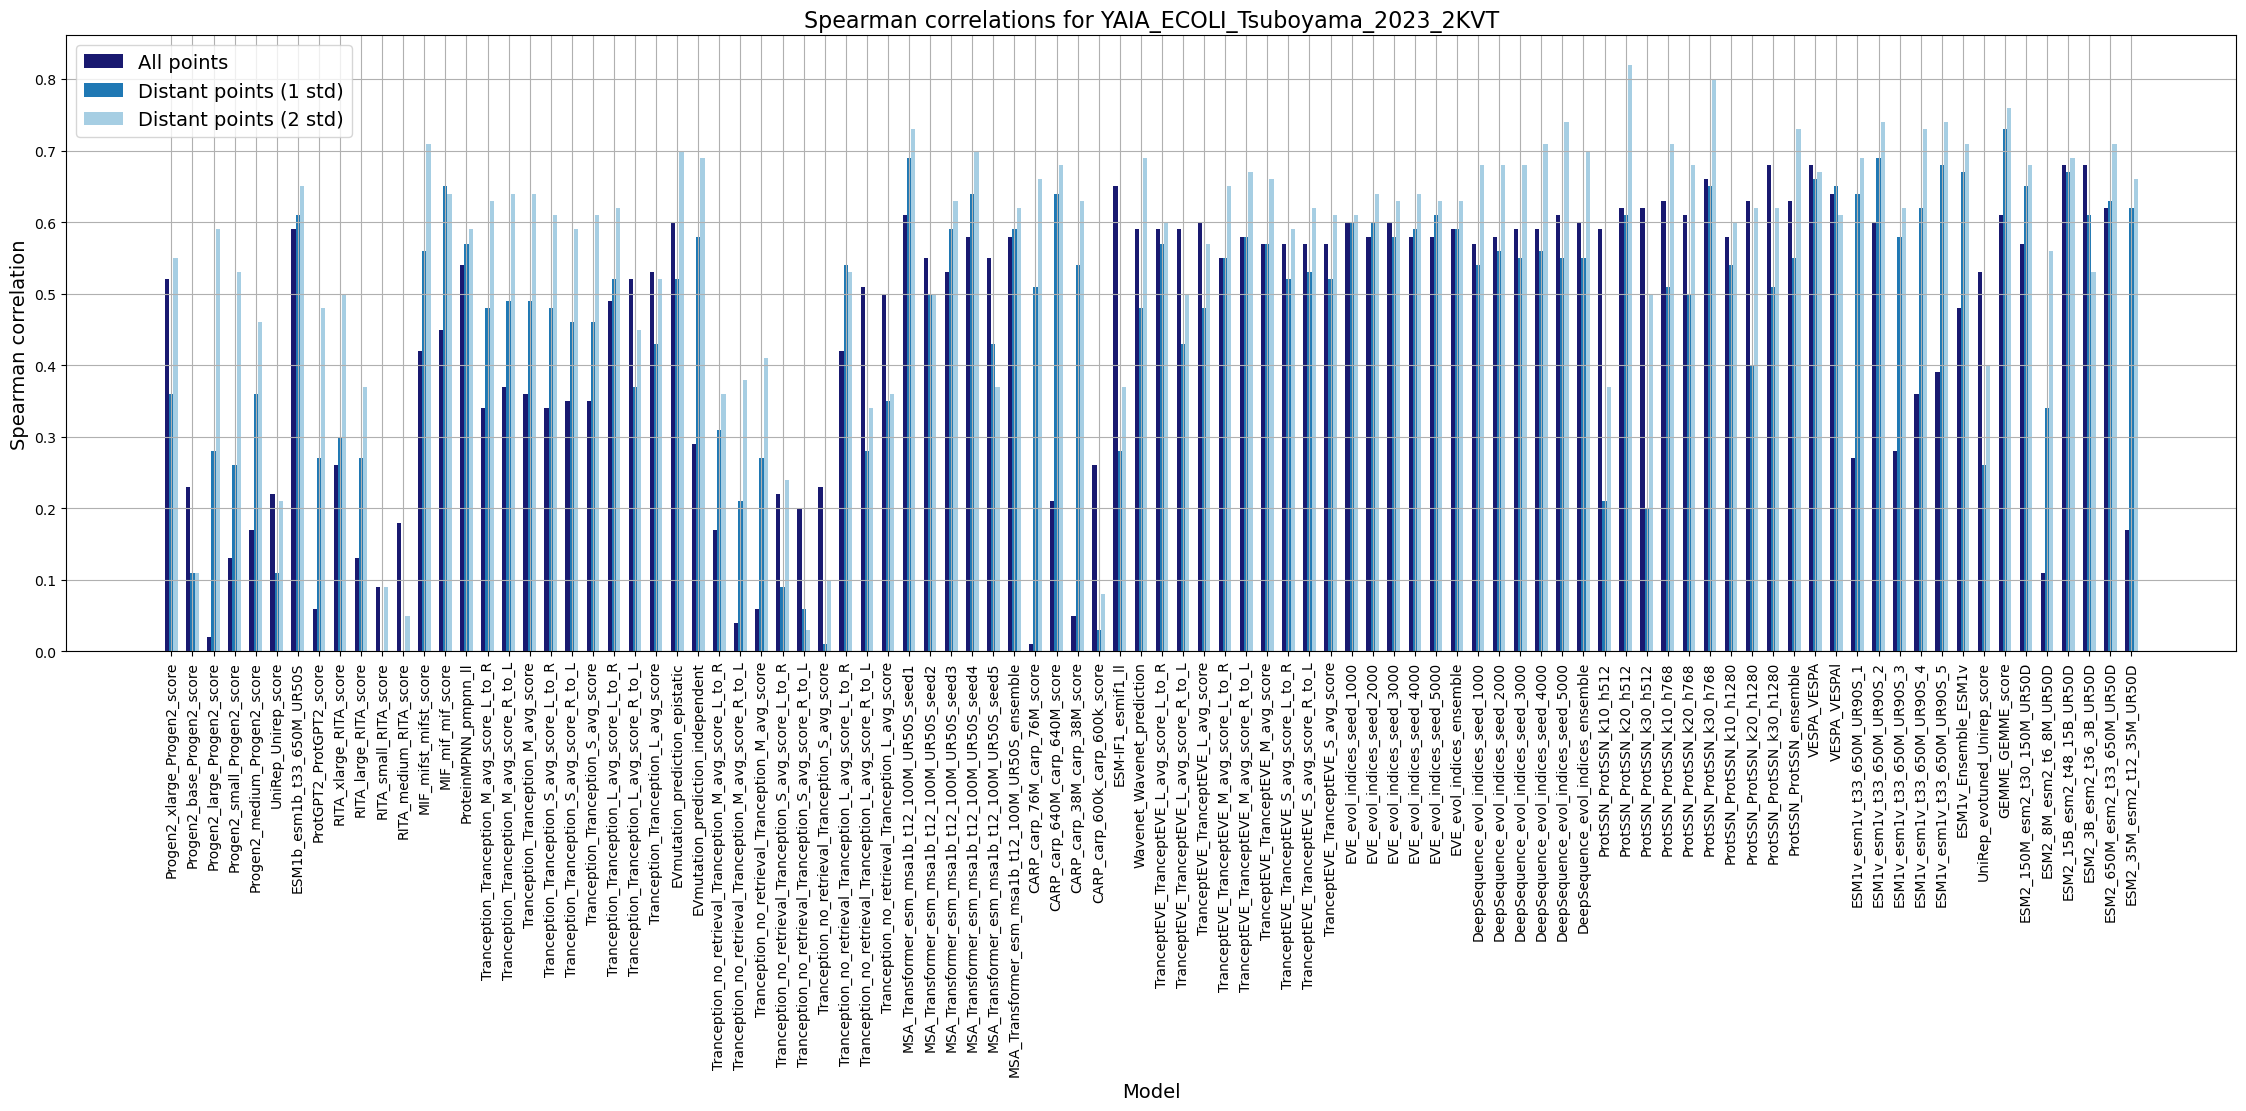 Spearman correlations for YAIA_ECOLI_Tsuboyama_2023_2KVT
All points
Distant points (1 std)
Distant points (2 std)
Spearman correlation
0.8
0.7
0.6
0.5
0.4
0.3
0.2
0.1
0.0
Progen2_xlarge_Progen2_score
Progen2_base_Progen2_score
Progen2_large_Progen2_score
Progen2_small_Progen2_score
Progen2_medium_Progen2_score
UniRep_Unirep_score
ESM1b_esm1b_t33_650M_UR50S
ProtGPT2_ProtGPT2_score
RITA_xlarge_RITA_score
RITA_large_RITA_score
RITA_small_RITA_score
RITA_medium_RITA_score
MIF_mifst_mifst_score
MIF_mif_mif_score
ProteinMPNN_pmpnn_ll
Tranception_Tranception_M_avg_score_L_to_R
Tranception_Tranception_M_avg_score_R_to_L
Tranception_Tranception_M_avg_score
Tranception_Tranception_S_avg_score_L_to_R
Tranception_Tranception_S_avg_score_R_to_L
Tranception_Tranception_S_avg_score
Tranception_Tranception_L_avg_score_L_to_R
Tranception_Tranception_L_avg_score_R_to_L
Tranception_Tranception_L_avg_score
EVmutation_prediction_epistatic
EVmutation_prediction_independent
Tranception_no_retrieval_Tranception_M_avg_score_L_to_R
Tranception_no_retrieval_Tranception_M_avg_score_R_to_L
Tranception_no_retrieval_Tranception_M_avg_score
Tranception_no_retrieval_Tranception_S_avg_score_L_to_R
Tranception_no_retrieval_Tranception_S_avg_score_R_to_L
Tranception_no_retrieval_Tranception_S_avg_score
Tranception_no_retrieval_Tranception_L_avg_score_L_to_R
Tranception_no_retrieval_Tranception_L_avg_score_R_to_L
Tranception_no_retrieval_Tranception_L_avg_score
MSA_Transformer_esm_msa1b_t12_100M_UR50S_seed1
MSA_Transformer_esm_msa1b_t12_100M_UR50S_seed2
MSA_Transformer_esm_msa1b_t12_100M_UR50S_seed3
MSA_Transformer_esm_msa1b_t12_100M_UR50S_seed4
MSA_Transformer_esm_msa1b_t12_100M_UR50S_seed5
MSA_Transformer_esm_msa1b_t12_100M_UR50S_ensemble
CARP_carp_76M_carp_76M_score
CARP_carp_640M_carp_640M_score
CARP_carp_38M_carp_38M_score
CARP_carp_600k_carp_600k_score
ESM-IF1_esmif1_ll
Wavenet_Wavenet_prediction
TranceptEVE_TranceptEVE_L_avg_score_L_to_R
TranceptEVE_TranceptEVE_L_avg_score_R_to_L
TranceptEVE_TranceptEVE_L_avg_score
TranceptEVE_TranceptEVE_M_avg_score_L_to_R
TranceptEVE_TranceptEVE_M_avg_score_R_to_L
TranceptEVE_TranceptEVE_M_avg_score
TranceptEVE_TranceptEVE_S_avg_score_L_to_R
TranceptEVE_TranceptEVE_S_avg_score_R_to_L
TranceptEVE_TranceptEVE_S_avg_score
EVE_evol_indices_seed_1000
EVE_evol_indices_seed_2000
EVE_evol_indices_seed_3000
EVE_evol_indices_seed_4000
EVE_evol_indices_seed_5000
EVE_evol_indices_ensemble
DeepSequence_evol_indices_seed_1000
DeepSequence_evol_indices_seed_2000
DeepSequence_evol_indices_seed_3000
DeepSequence_evol_indices_seed_4000
DeepSequence_evol_indices_seed_5000
DeepSequence_evol_indices_ensemble
ProtSSN_ProtSSN_k10_h512
ProtSSN_ProtSSN_k20_h512
ProtSSN_ProtSSN_k30_h512
ProtSSN_ProtSSN_k10_h768
ProtSSN_ProtSSN_k20_h768
ProtSSN_ProtSSN_k30_h768
ProtSSN_ProtSSN_k10_h1280
ProtSSN_ProtSSN_k20_h1280
ProtSSN_ProtSSN_k30_h1280
ProtSSN_ProtSSN_ensemble
VESPA_VESPA
VESPA_VESPAl
ESM1v_esm1v_t33_650M_UR90S_1
ESM1v_esm1v_t33_650M_UR90S_2
ESM1v_esm1v_t33_650M_UR90S_3
ESM1v_esm1v_t33_650M_UR90S_4
ESM1v_esm1v_t33_650M_UR90S_5
ESM1v_Ensemble_ESM1v
UniRep_evotuned_Unirep_score
GEMME_GEMME_score
ESM2_150M_esm2_t30_150M_UR50D
ESM2_8M_esm2_t6_8M_UR50D
ESM2_15B_esm2_t48_15B_UR50D
ESM2_3B_esm2_t36_3B_UR50D
ESM2_650M_esm2_t33_650M_UR50D
ESM2_35M_esm2_t12_35M_UR50D
Model